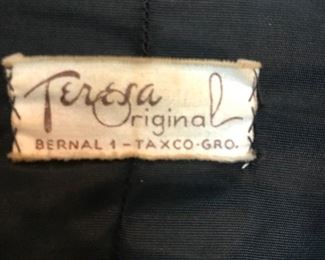 Teresa
Original
BERNAL 1-TAXCO-GRO.